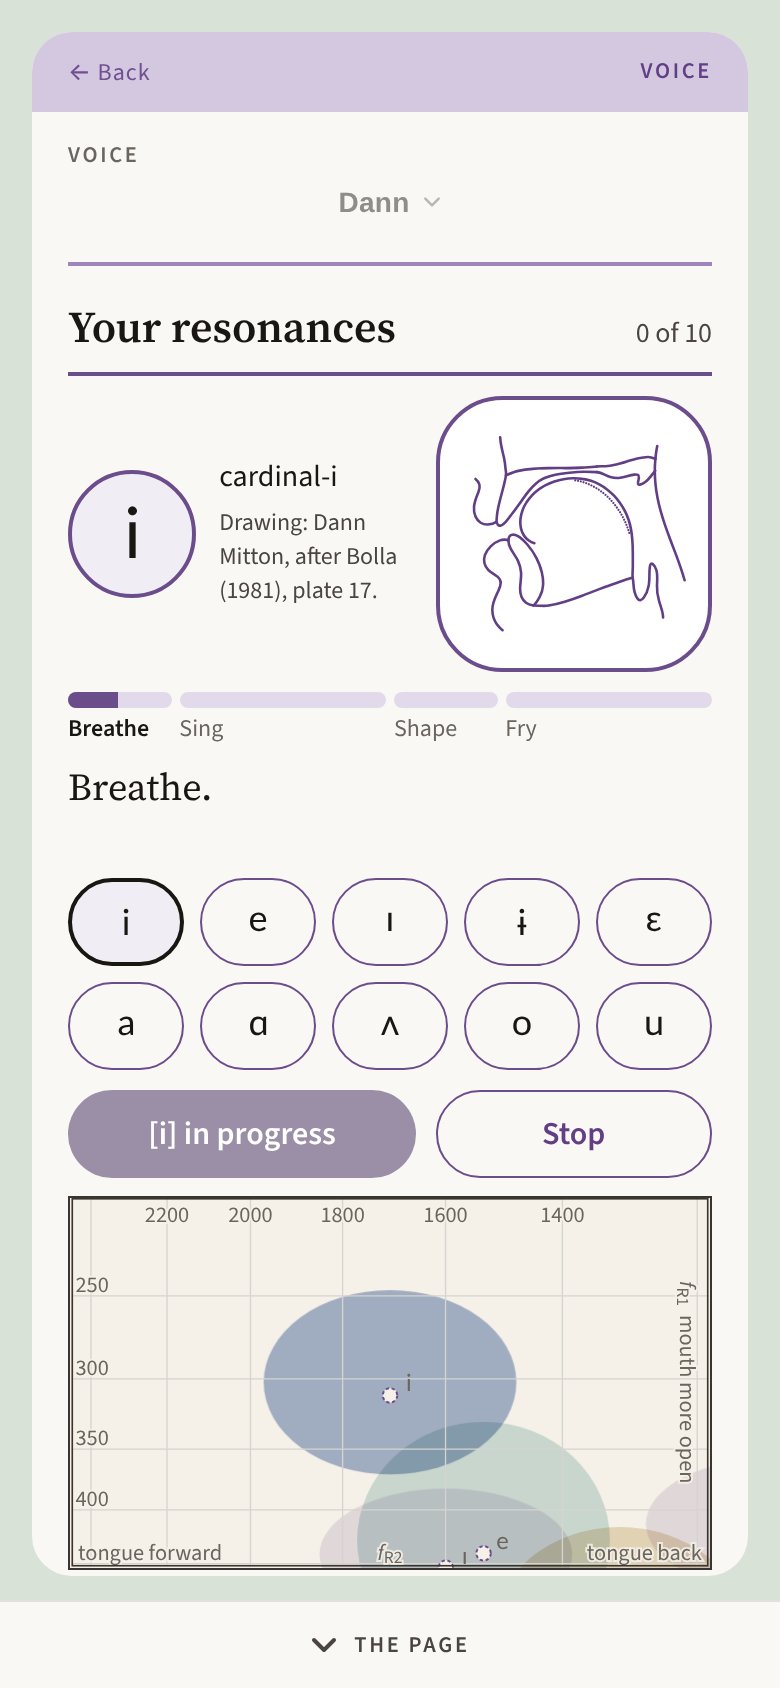 ← Back
VOICE
VOICE
Dann
Your resonances
0 of 10
i
cardinal-i
Drawing: Dann
Mitton, after Bolla
(1981), plate 17.
Breathe
Sing
Shape
Fry
Breathe.
i
e
ɪ
ɨ
ɛ
a
ɑ
ʌ
o
u
[i] in progress
Stop
2200
2000
1800
1600
1400
250
300
350
400
fR1 mouth more open
i
e
ɪ
tongue forward
fR2
tongue back
THE PAGE